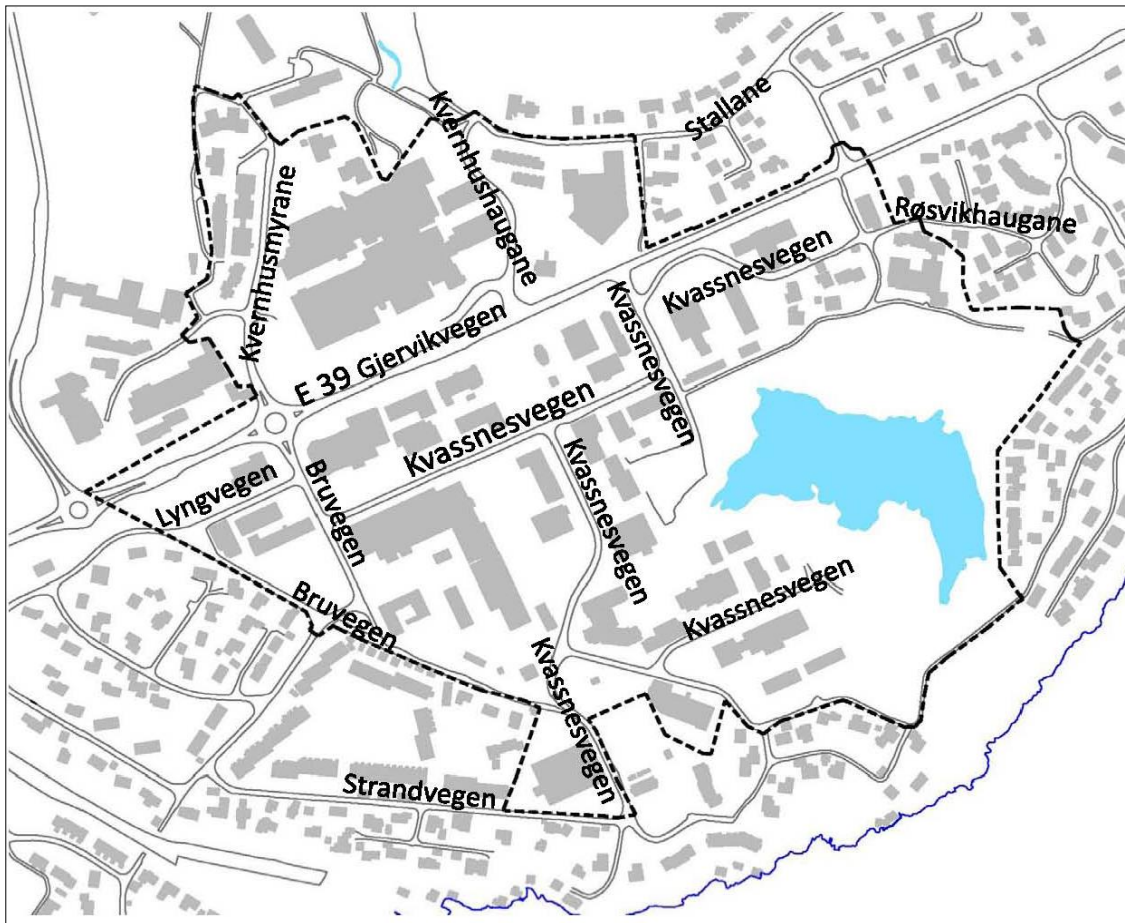 Stallane
Kvernhushaugane
Kvernhusmyrane
Røsvikhaugane
Kvassnesvegen
E 39 Gjervikvegen
Kvassnesvegen
Kvassnesvegen
Lyngvegen
Bruvegen
Kvassnesvegen
Bruvegen
Kvassnesvegen
Kvassnesvegen
Strandvegen